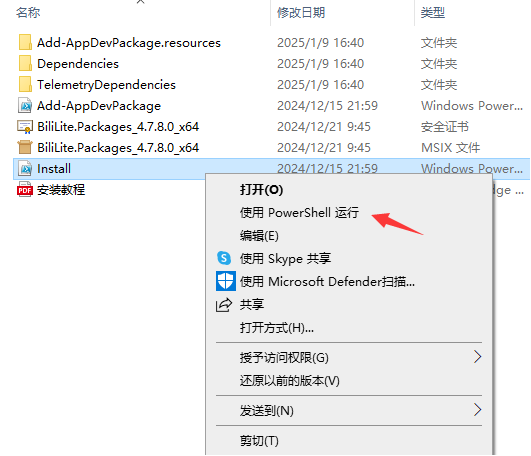 名称 修改日期 类型
Add-AppDevPackage.resources 2025/1/9 16:40 文件夹
Dependencies 2025/1/9 16:40 文件夹
TelemetryDependencies 2025/1/9 16:40 文件夹
Add-AppDevPackage 2024/12/15 21:59 Windows Power...
BiliLite.Packages_4.7.8.0_x64 2024/12/21 9:45 安全证书
BiliLite.Packages_4.7.8.0_x64 2024/12/21 9:45 MSIX 文件
Install 2024/12/15 21:59 Windows Power...
PDF 安装教程 dge ...
打开(O)
使用 PowerShell 运行
编辑(E)
使用 Skype 共享
使用 Microsoft Defender扫描...
共享
打开方式(H)...
授予访问权限(G)
还原以前的版本(V)
发送到(N)
剪切(T)